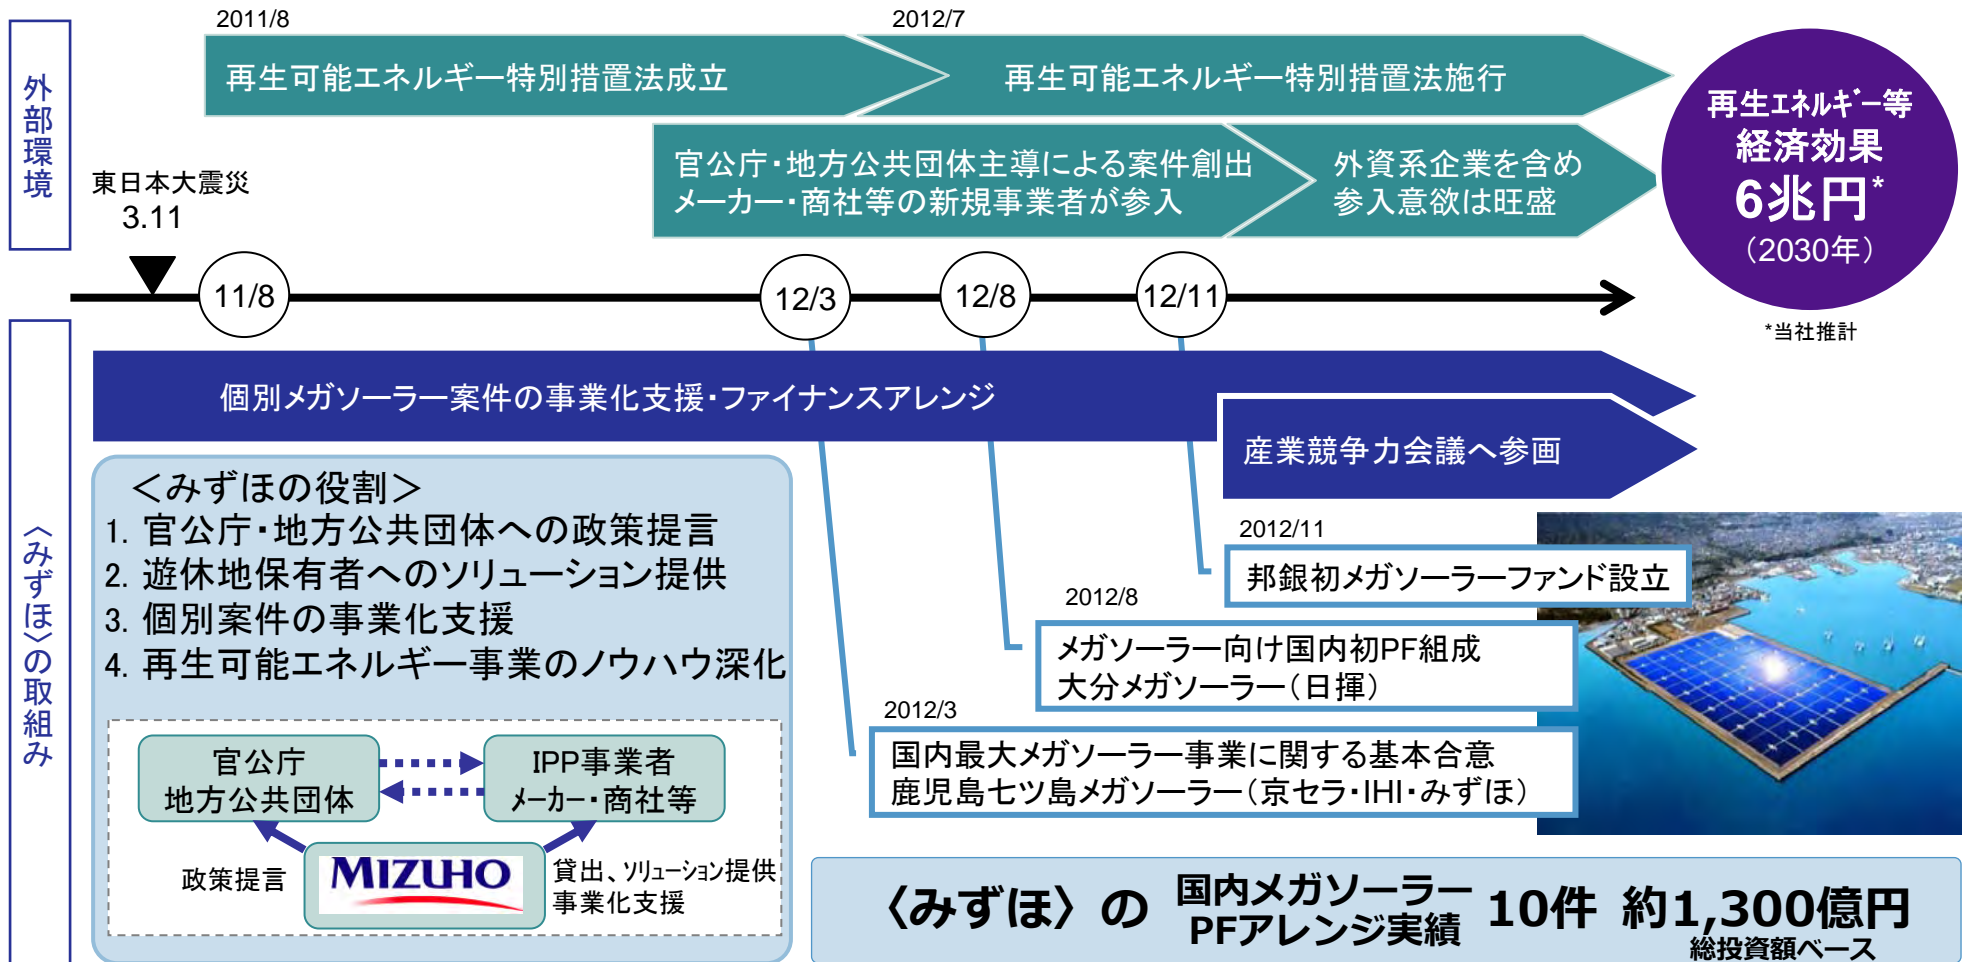 外部環境
2011/8
2012/7
再生可能エネルギー特別措置法成立
再生可能エネルギー特別措置法施行
官公庁・地方公共団体主導による案件創出
メーカー・商社等の新規事業者が参入
外資系企業を含め
参入意欲は旺盛
再生エネルギー等
経済効果
6兆円*
（2030年）
*当社推計
東日本大震災
3.11
11/8
12/3
12/8
12/11
〈みずほ〉の取組み
個別メガソーラー案件の事業化支援・ファイナンスアレンジ
産業競争力会議へ参画
＜みずほの役割＞
1. 官公庁・地方公共団体への政策提言
2. 遊休地保有者へのソリューション提供
3. 個別案件の事業化支援
4. 再生可能エネルギー事業のノウハウ深化
官公庁
地方公共団体
IPP事業者
メーカー・商社等
政策提言
MIZUHO
貸出、ソリューション提供
事業化支援
2012/11
邦銀初メガソーラーファンド設立
2012/8
メガソーラー向け国内初PF組成
大分メガソーラー（日揮）
2012/3
国内最大メガソーラー事業に関する基本合意
鹿児島七ツ島メガソーラー（京セラ・IHI・みずほ）
〈みずほ〉の 国内メガソーラー
PFアレンジ実績 10件 約1,300億円
総投資額ベース